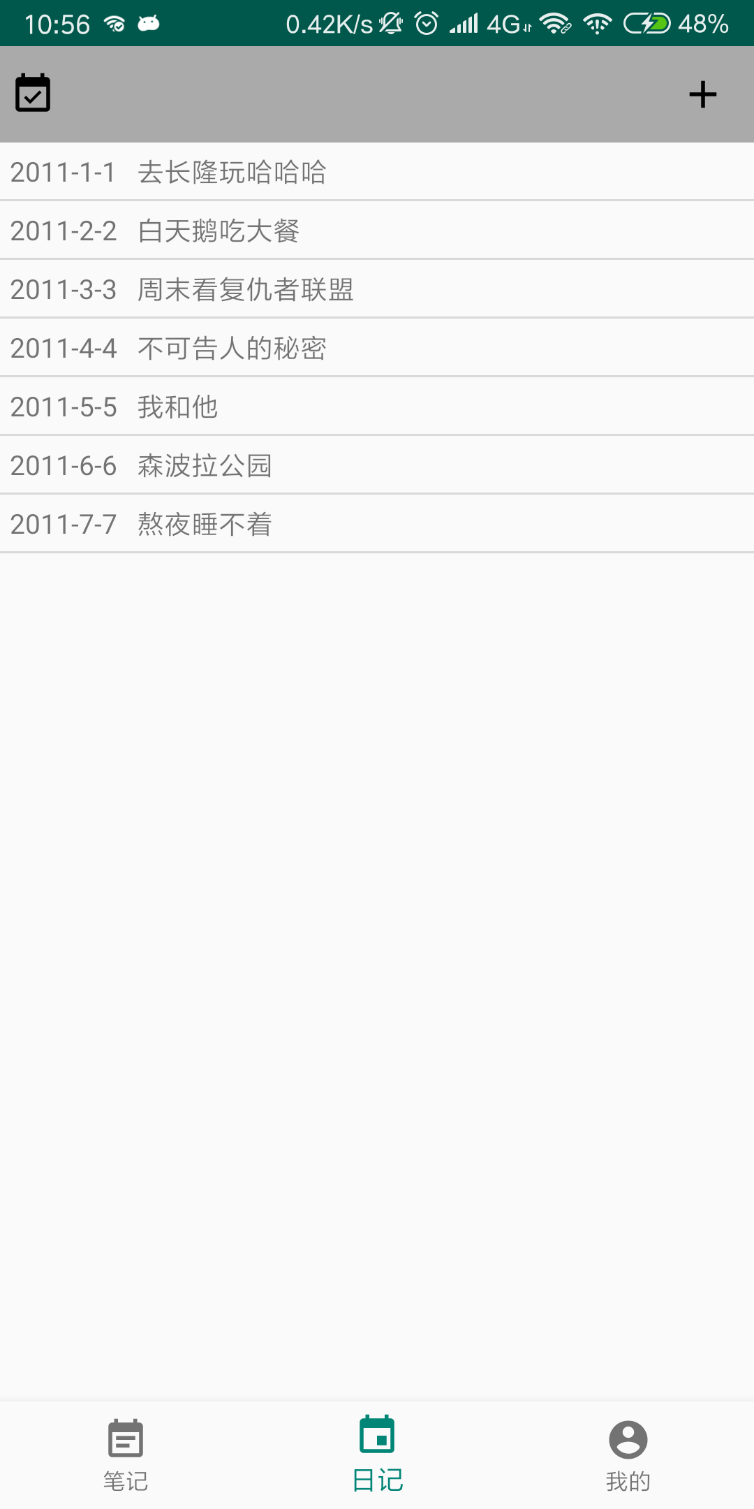 10:56 0.42K/s 4G 48%
2011-1-1 去长隆玩哈哈哈
2011-2-2 白天鹅吃大餐
2011-3-3 周末看复仇者联盟
2011-4-4 不可告人的秘密
2011-5-5 我和他
2011-6-6 森波拉公园
2011-7-7 熬夜睡不着
笔记 日记 我的